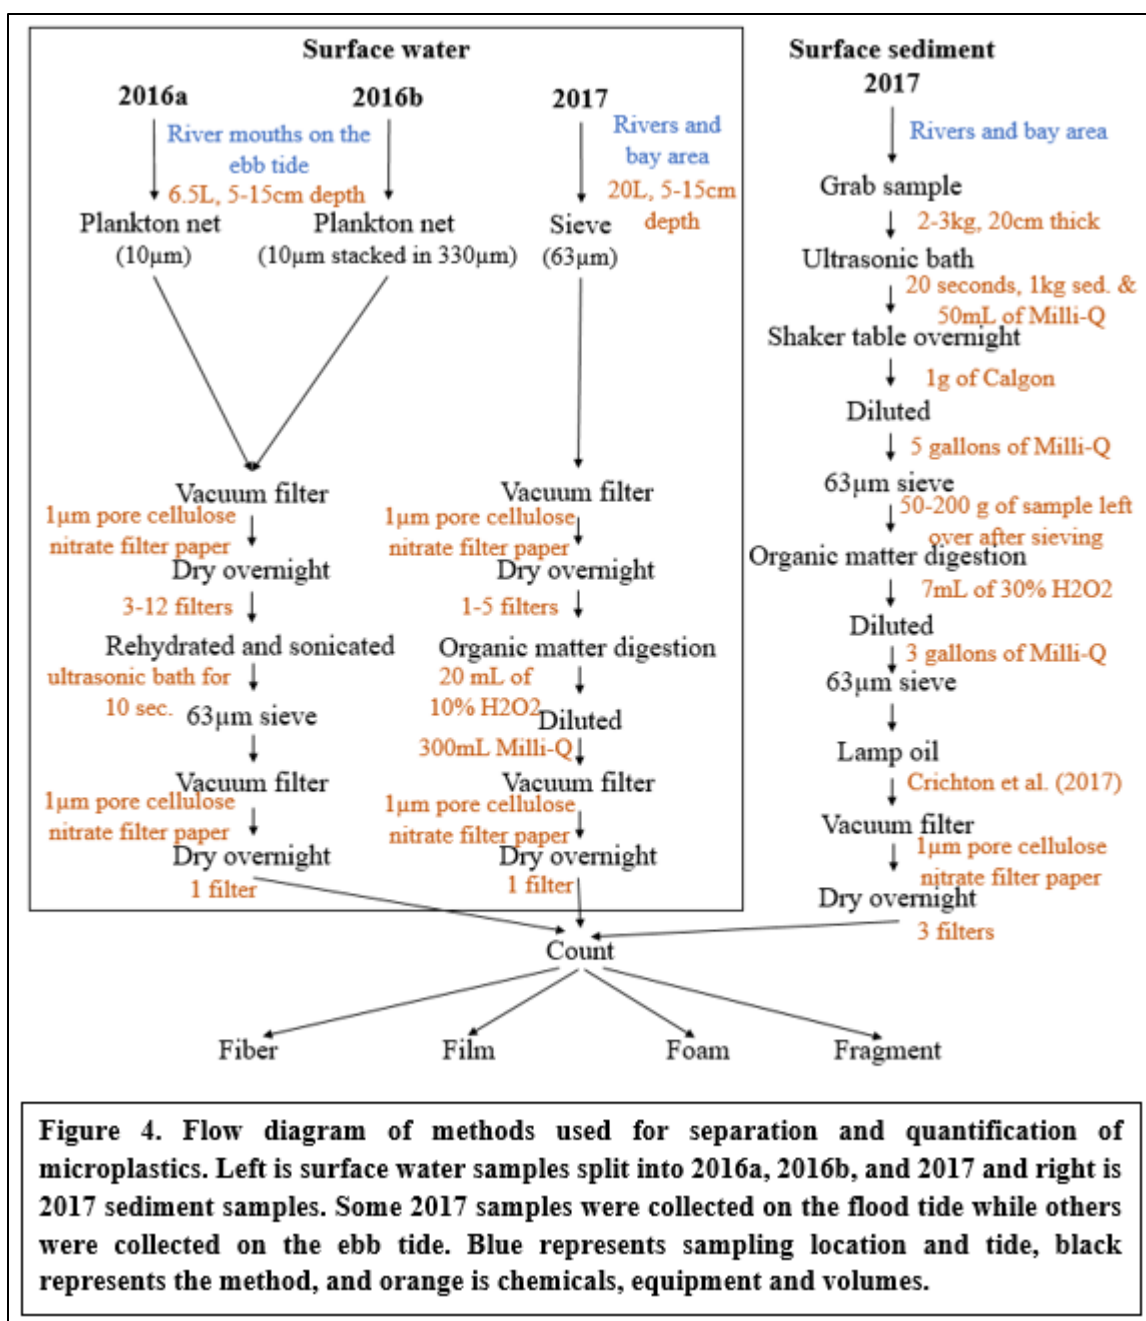 Surface water
2016a
2016b
2017
River mouths on the
ebb tide
6.5L, 5-15cm depth
Rivers and
bay area
20L, 5-15cm
depth
Plankton net
(10µm)
Plankton net
(10µm stacked in 330µm)
Sieve
(63µm)
Vacuum filter
1µm pore cellulose
nitrate filter paper
Dry overnight
3-12 filters
Rehydrated and sonicated
ultrasonic bath for
10 sec.
63µm sieve
Vacuum filter
1µm pore cellulose
nitrate filter paper
Dry overnight
1 filter
Vacuum filter
1µm pore cellulose
nitrate filter paper
Dry overnight
1-5 filters
Organic matter digestion
20 mL of
10% H2O2
Diluted
300mL Milli-Q
Vacuum filter
1µm pore cellulose
nitrate filter paper
Dry overnight
1 filter
Surface sediment
2017
Rivers and bay area
Grab sample
2-3kg, 20cm thick
Ultrasonic bath
20 seconds, 1kg sed. &
50mL of Milli-Q
Shaker table overnight
1g of Calgon
Diluted
5 gallons of Milli-Q
63µm sieve
50-200 g of sample left
over after sieving
Organic matter digestion
7mL of 30% H2O2
Diluted
3 gallons of Milli-Q
63µm sieve
Lamp oil
Crichton et al. (2017)
Vacuum filter
1µm pore cellulose
nitrate filter paper
Dry overnight
3 filters
Count
Fiber
Film
Foam
Fragment
Figure 4. Flow diagram of methods used for separation and quantification of
microplastics. Left is surface water samples split into 2016a, 2016b, and 2017 and right is
2017 sediment samples. Some 2017 samples were collected on the flood tide while others
were collected on the ebb tide. Blue represents sampling location and tide, black
represents the method, and orange is chemicals, equipment and volumes.